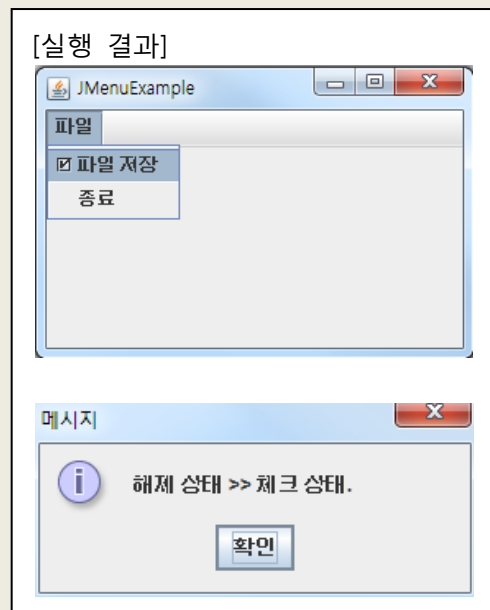 [실행 결과]
JMenuExample
파일
파일 저장
종료
메시지
해제 상태 >> 체크 상태.
확인